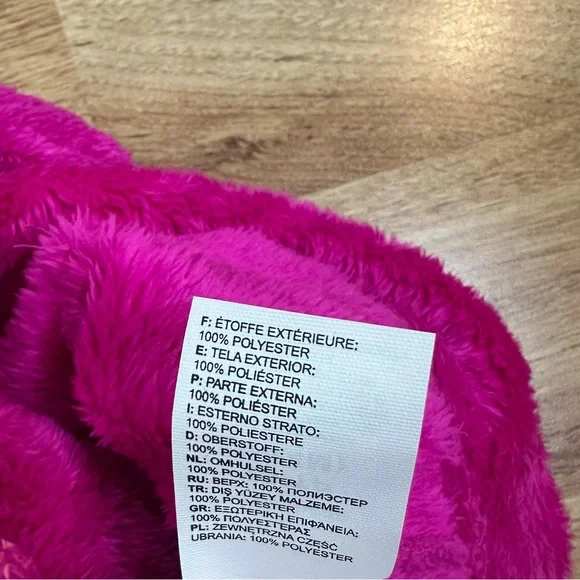 F: ÉTOFFE EXTÉRIEURE:
100% POLYESTER
E: TELA EXTERIOR:
100% POLIÉSTER
P: PARTE EXTERNA:
100% POLIÉSTER
I: ESTERNO STRATO:
100% POLIESTERE
D: OBERSTOFF:
100% POLYESTER
NL: OMHULSEL:
100% POLYESTER
RU: ВЕРХ: 100% ПОЛИЭСТЕР
TR: DIŞ YÜZEY MALZEME:
100% POLYESTER
GR: ΕΞΩΤΕΡΙΚΗ ΕΠΙΦΑΝΕΙΑ:
100% ΠΟΛΥΕΣΤΕΡΑΣ
PL: ZEWNĘTRZNA CZĘŚĆ
UBRANIA: 100% POLYESTER